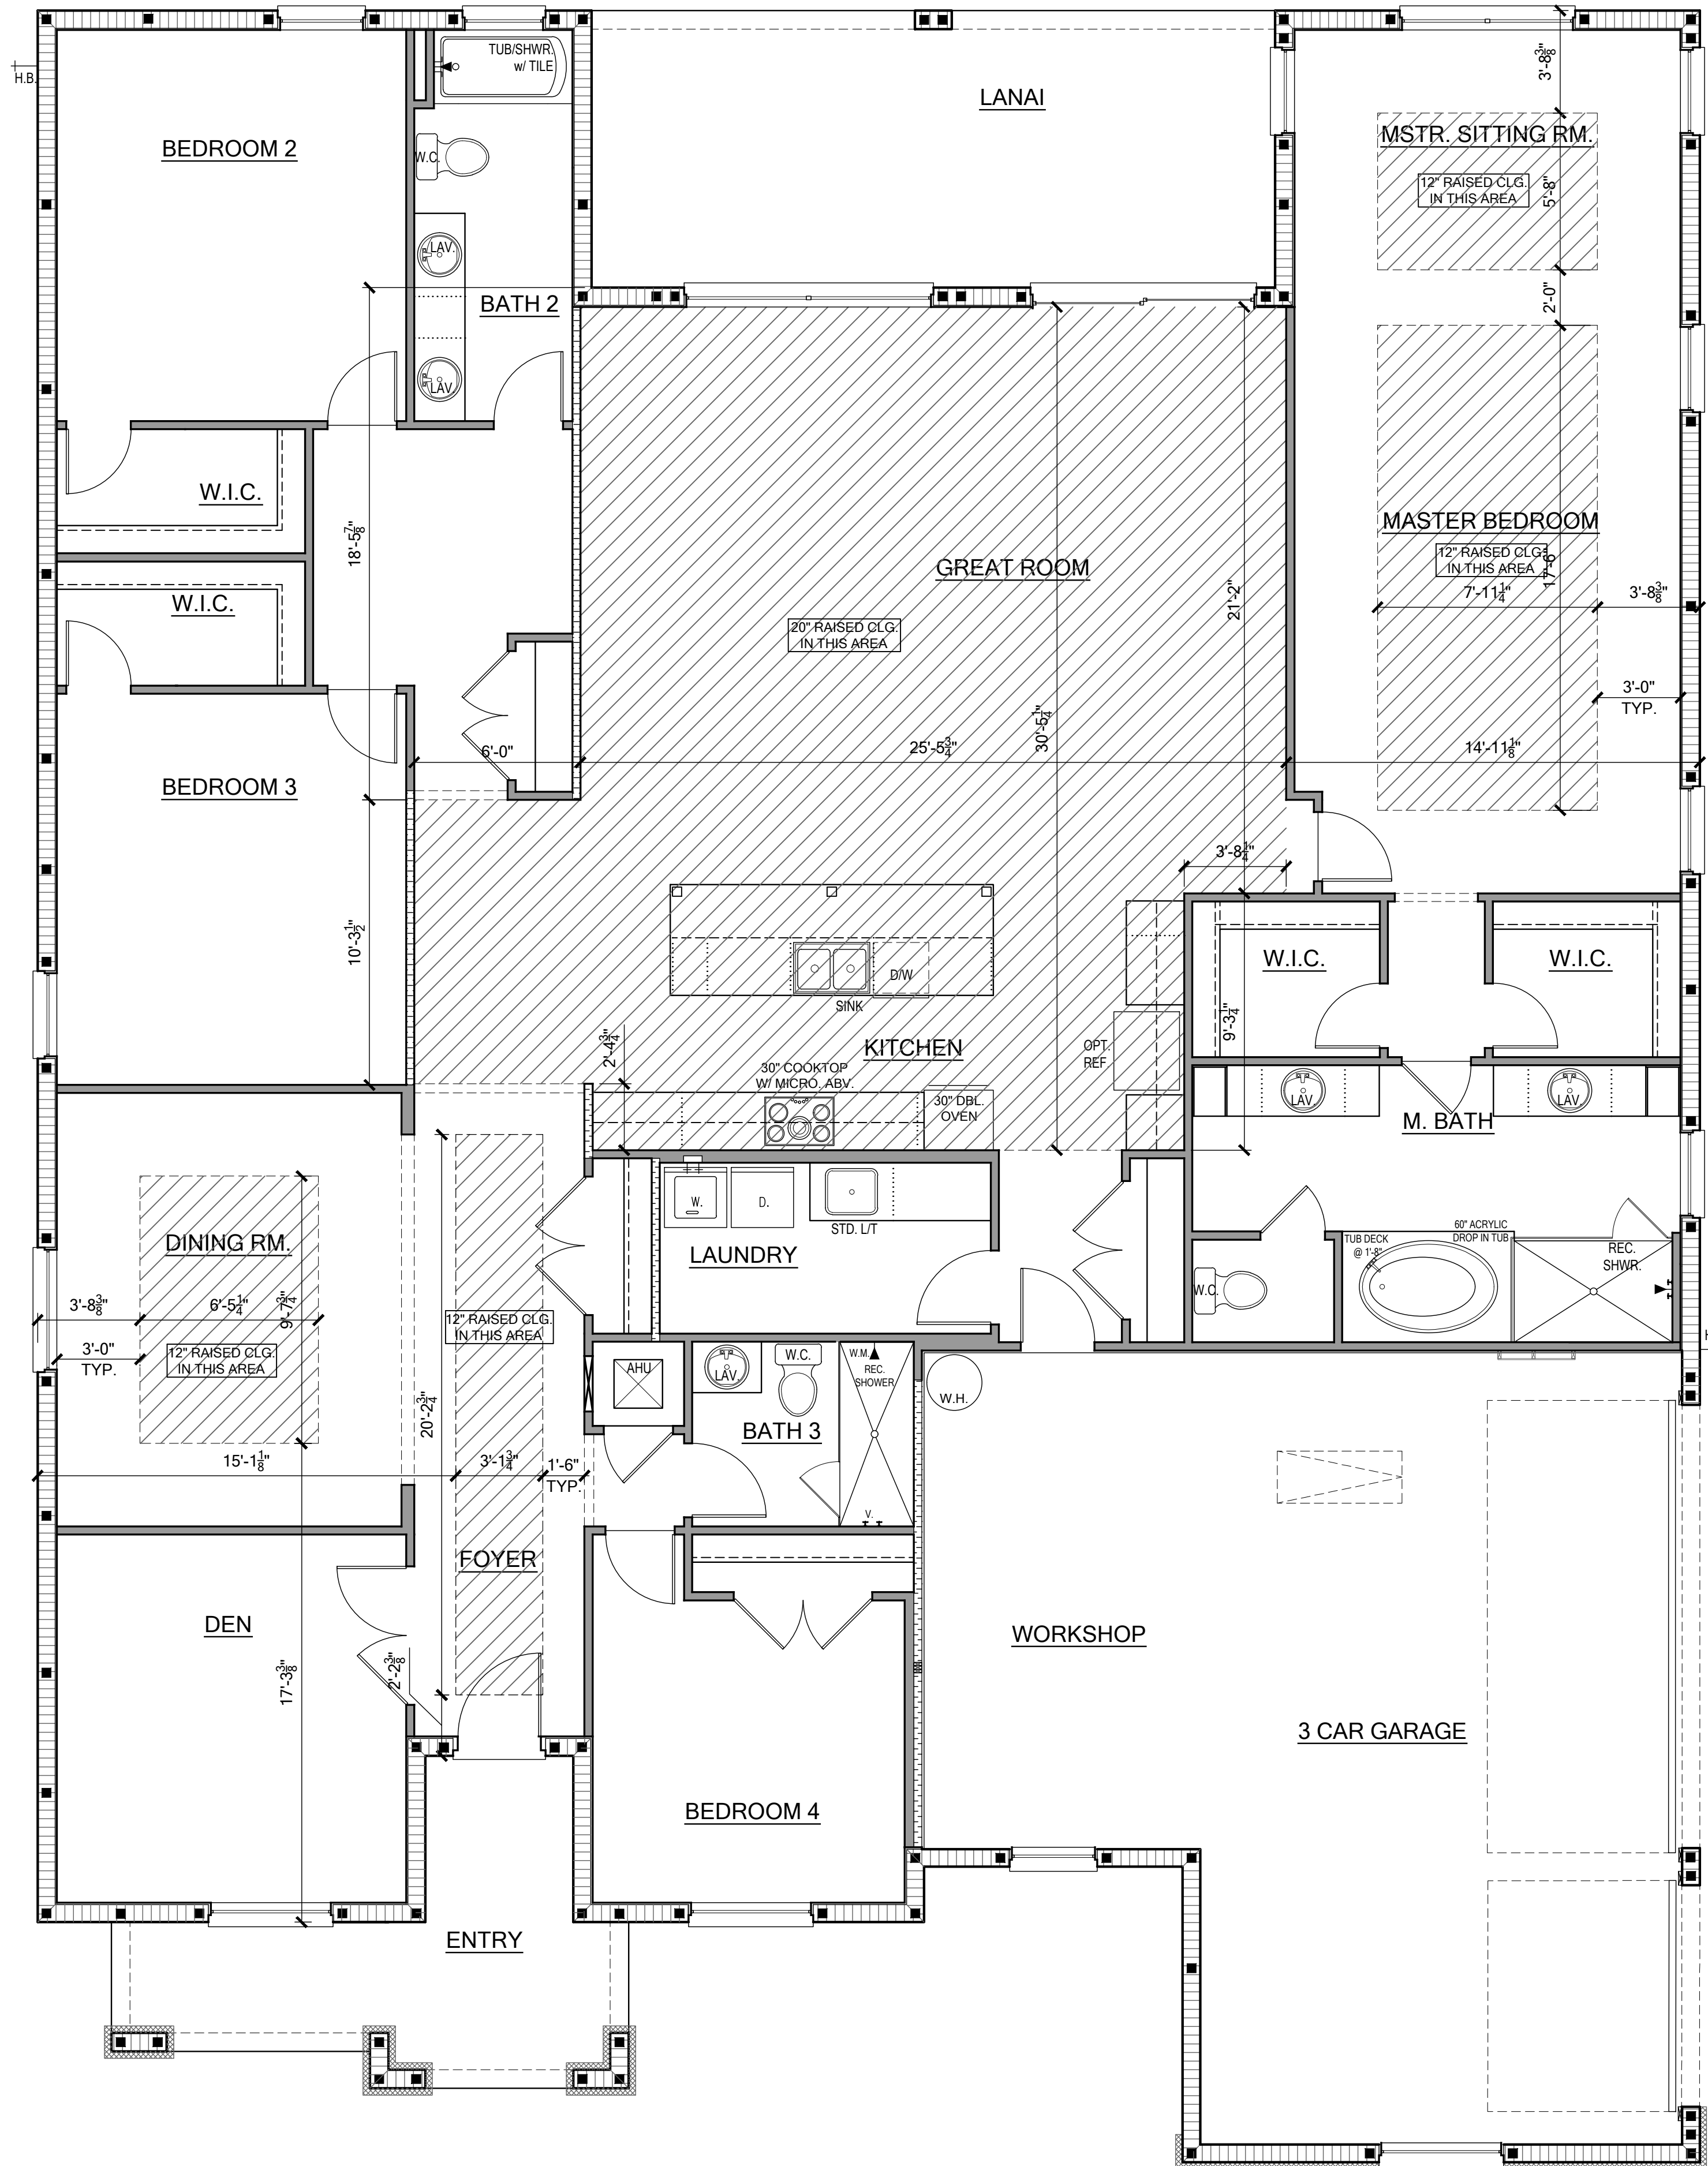 TUB/SHWR.
w/ TILE
H.B.
LANAI
3'-8 3/8"
MSTR. SITTING RM.
BEDROOM 2
W.C.
12" RAISED CLG.
IN THIS AREA
5'-8"
LAV.
BATH 2
2'-0"
LAV.
W.I.C.
18'-5 7/8"
MASTER BEDROOM
12" RAISED CLG.
IN THIS AREA
17'-6"
GREAT ROOM
7'-11 1/4"
3'-8 3/8"
W.I.C.
21'-2"
20" RAISED CLG.
IN THIS AREA
3'-0"
TYP.
30'-5 1/4"
6'-0"
25'-5 3/4"
14'-11 1/8"
BEDROOM 3
3'-8 1/4"
10'-3 1/2"
W.I.C.
W.I.C.
D/W
SINK
9'-3 1/4"
2'-4 3/4"
KITCHEN
OPT.
REF
30" COOKTOP
W/ MICRO. ABV.
30" DBL.
OVEN
LAV.
LAV.
M. BATH
W.
D.
STD. L/T
DINING RM.
LAUNDRY
60" ACRYLIC
DROP IN TUB
TUB DECK
@ 1'-8"
REC.
SHWR.
W.C.
3'-8 3/8"
6'-5 1/4"
9'-7 3/4"
12" RAISED CLG.
IN THIS AREA
3'-0"
TYP.
12" RAISED CLG.
IN THIS AREA
AHU
LAV.
W.C.
W.M.
REC.
SHOWER
W.H.
20'-2 3/4"
BATH 3
15'-1 1/8"
3'-1 3/4"
1'-6"
TYP.
V.
FOYER
DEN
WORKSHOP
2'-2 3/8"
17'-3 3/8"
3 CAR GARAGE
BEDROOM 4
ENTRY